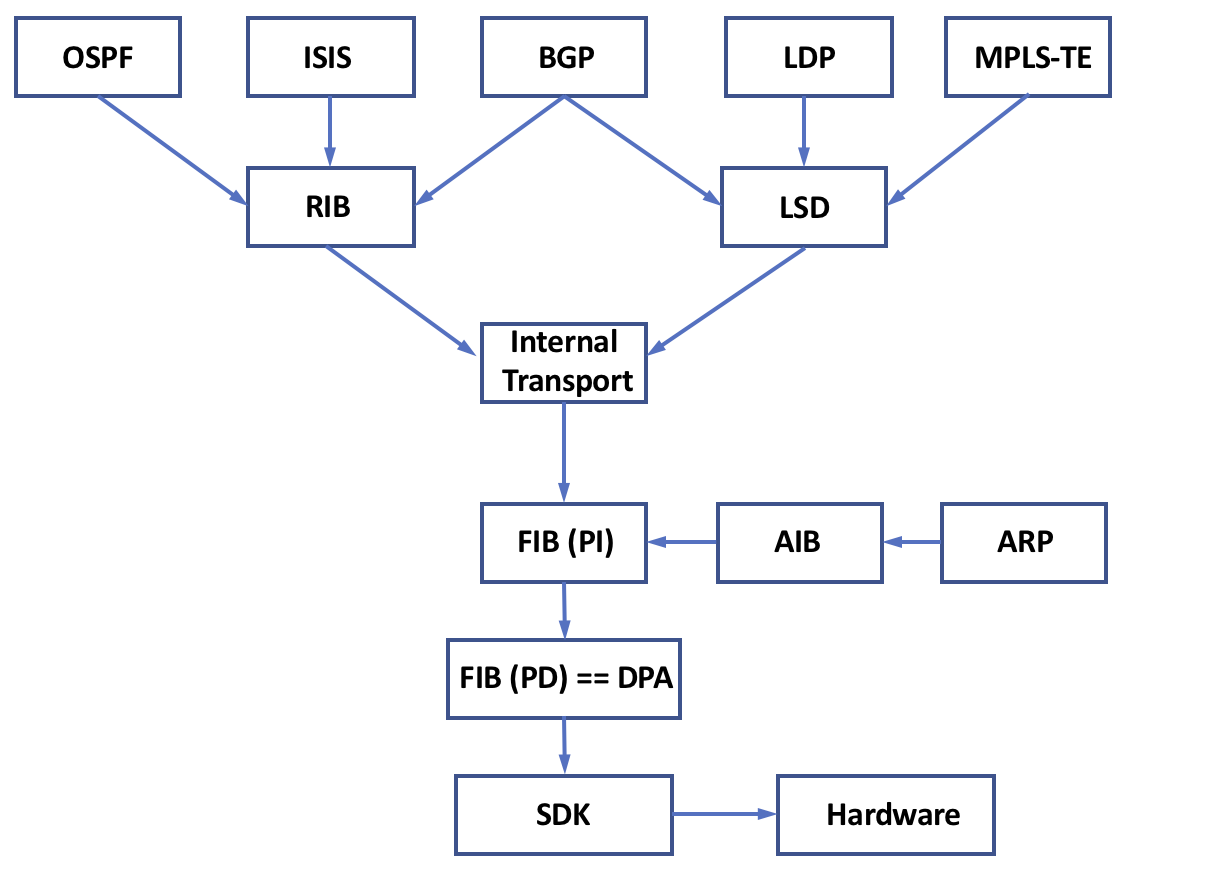 OSPF
ISIS
BGP
LDP
MPLS-TE
RIB
LSD
Internal
Transport
FIB (PI)
AIB
ARP
FIB (PD) == DPA
SDK
Hardware